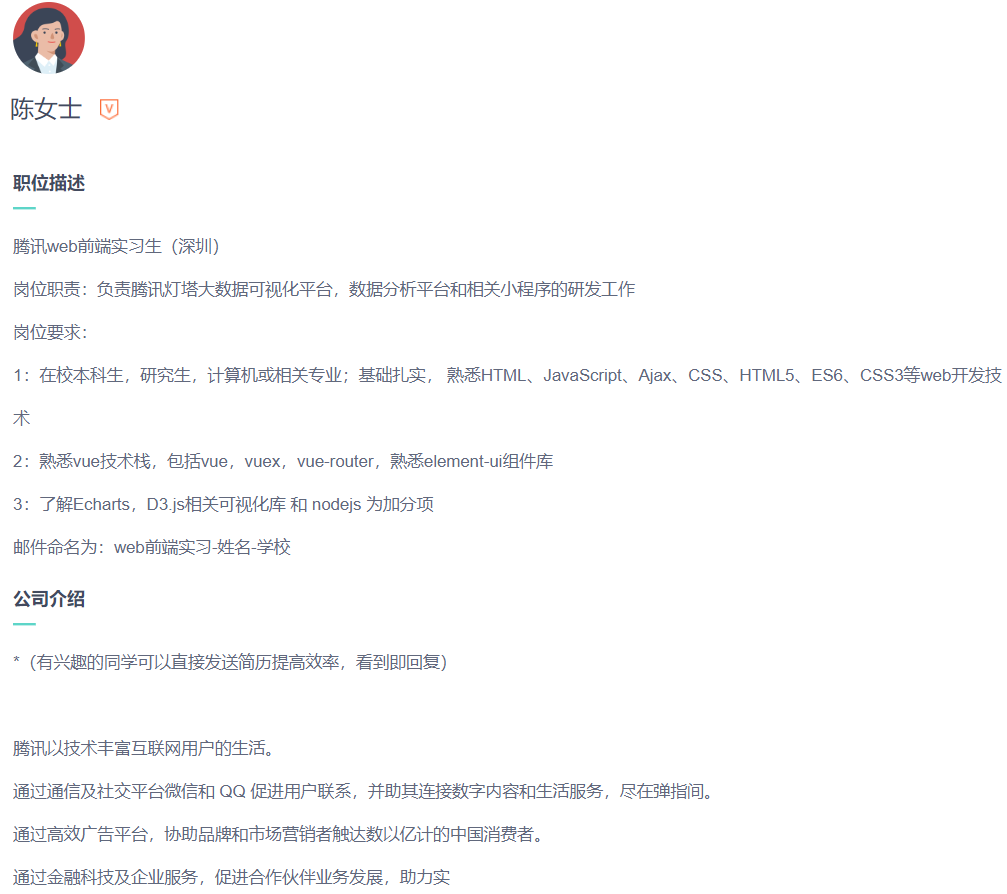 陈女士 V
职位描述
腾讯web前端实习生（深圳）
岗位职责：负责腾讯灯塔大数据可视化平台，数据分析平台和相关小程序的研发工作
岗位要求：
1：在校本科生，研究生，计算机或相关专业；基础扎实， 熟悉HTML、JavaScript、Ajax、CSS、HTML5、ES6、CSS3等web开发技
术
2：熟悉vue技术栈，包括vue，vuex，vue-router，熟悉element-ui组件库
3：了解Echarts，D3.js相关可视化库 和 nodejs 为加分项
邮件命名为：web前端实习-姓名-学校
公司介绍
*（有兴趣的同学可以直接发送简历提高效率，看到即回复）
腾讯以技术丰富互联网用户的生活。
通过通信及社交平台微信和 QQ 促进用户联系，并助其连接数字内容和生活服务，尽在弹指间。
通过高效广告平台，协助品牌和市场营销者触达数以亿计的中国消费者。
通过金融科技及企业服务，促进合作伙伴业务发展，助力实